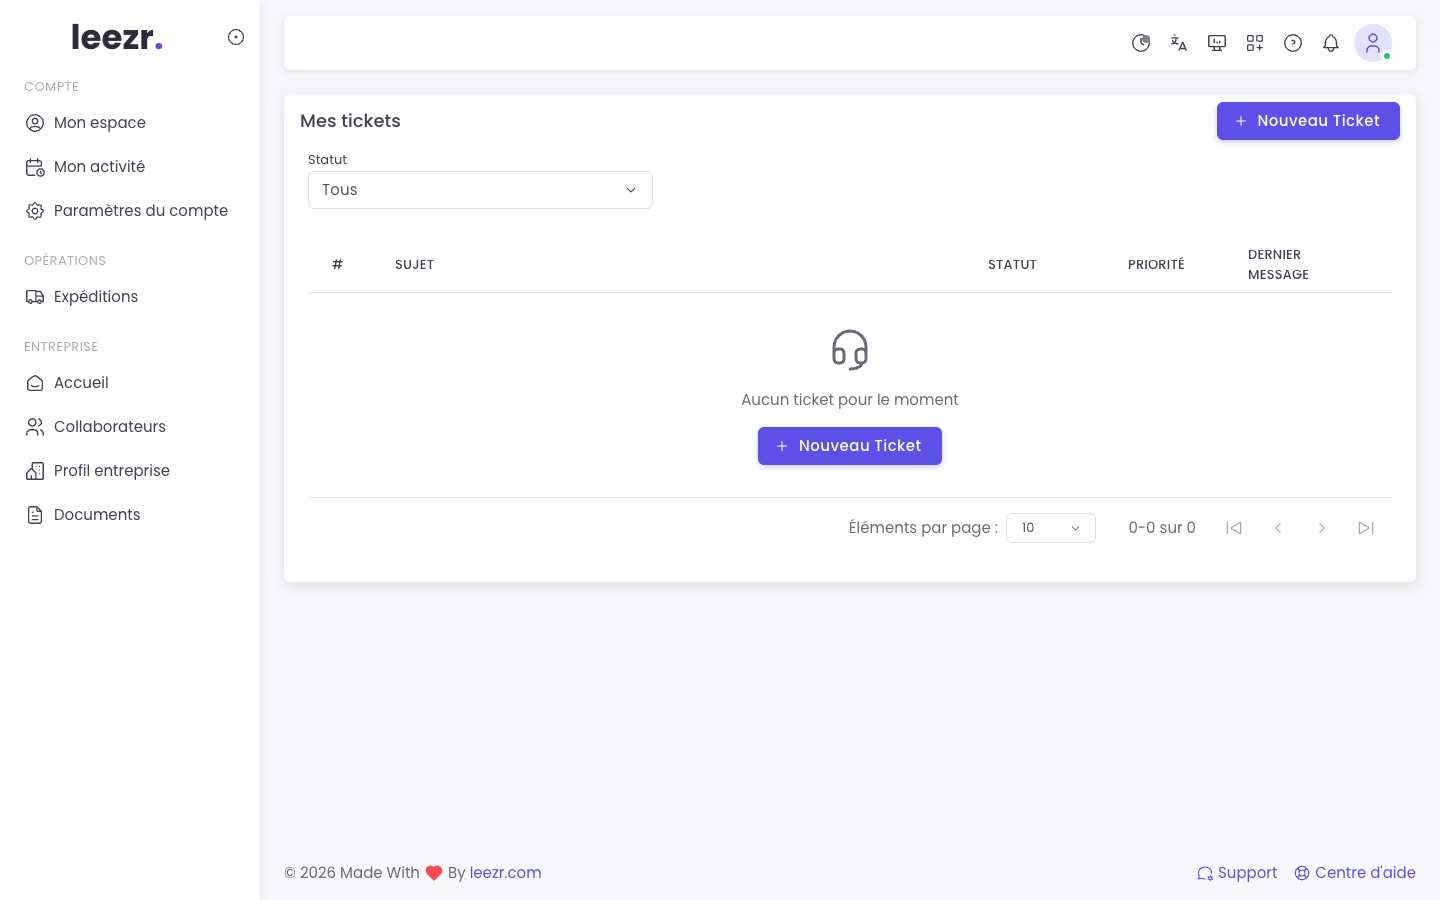 leezr.
COMPTE
Mon espace
Mon activité
Paramètres du compte
OPÉRATIONS
Expéditions
ENTREPRISE
Accueil
Collaborateurs
Profil entreprise
Documents
Mes tickets
Nouveau Ticket
Statut
Tous
# SUJET STATUT PRIORITÉ DERNIER MESSAGE
Aucun ticket pour le moment
Nouveau Ticket
Éléments par page : 10 0-0 sur 0
© 2026 Made With By leezr.com
Support Centre d'aide